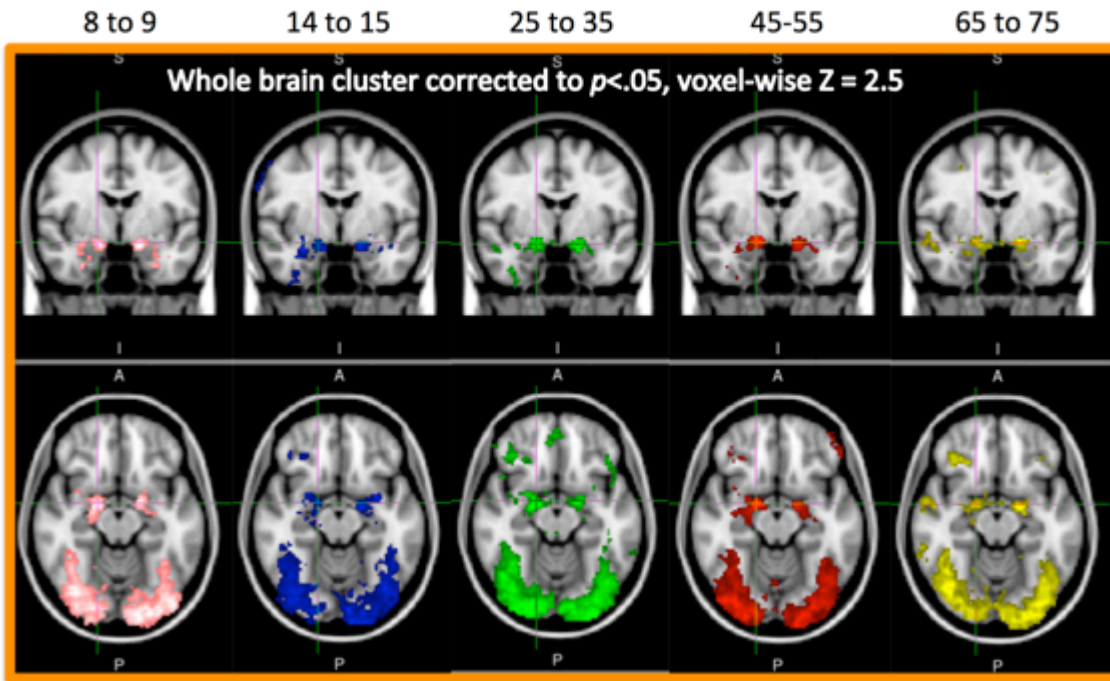 8 to 9 14 to 15 25 to 35 45-55 65 to 75
S S S S S
Whole brain cluster corrected to p<.05, voxel-wise Z = 2.5
I I I I I
A A A A A
P P P P P